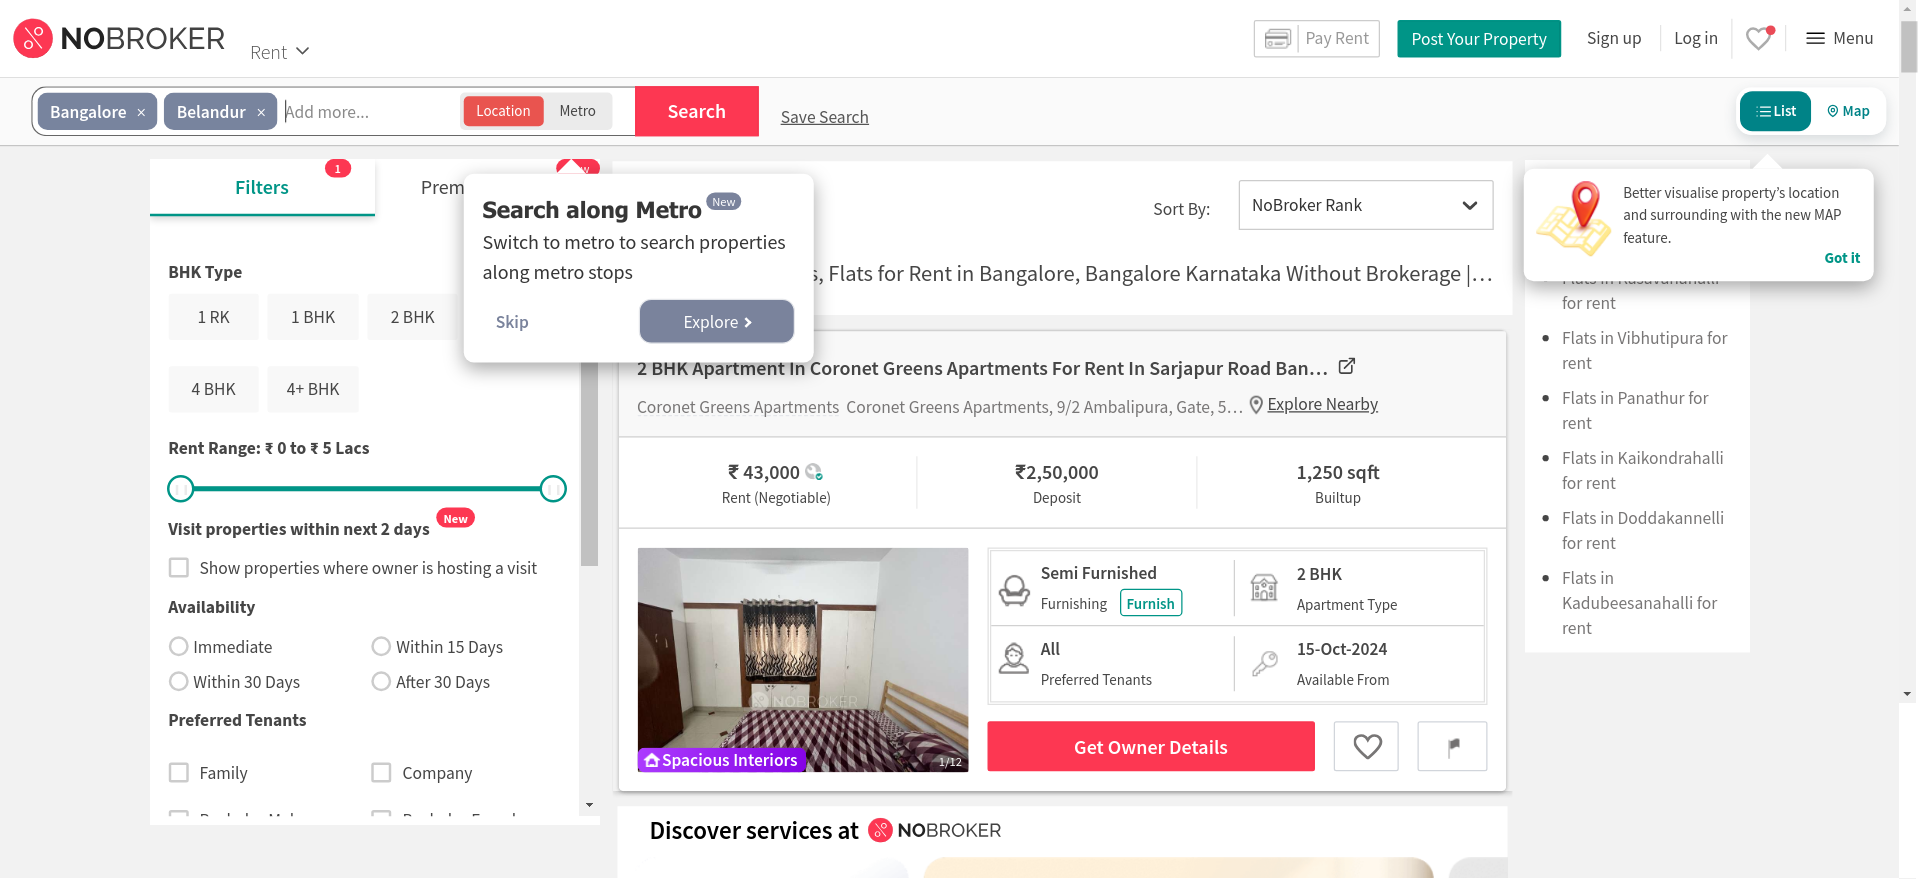 NOBROKER
Rent
Pay Rent
Post Your Property
Sign up
Log in
Menu
Bangalore ×
Belandur ×
Add more...
Location
Metro
Search
Save Search
List
Map
Filters
1
Prem
Search along Metro New
Switch to metro to search properties
along metro stops
Skip
Explore
Sort By:
NoBroker Rank
s, Flats for Rent in Bangalore, Bangalore Karnataka Without Brokerage |...
Better visualise property's location
and surrounding with the new MAP
feature.
Got it
BHK Type
1 RK
1 BHK
2 BHK
4 BHK
4+ BHK
Rent Range: ₹ 0 to ₹ 5 Lacs
Visit properties within next 2 days New
Show properties where owner is hosting a visit
Availability
Immediate
Within 15 Days
Within 30 Days
After 30 Days
Preferred Tenants
Family
Company
2 BHK Apartment In Coronet Greens Apartments For Rent In Sarjapur Road Ban...
Coronet Greens Apartments Coronet Greens Apartments, 9/2 Ambalipura, Gate, 5...
Explore Nearby
₹ 43,000
Rent (Negotiable)
₹2,50,000
Deposit
1,250 sqft
Builtup
NOBROKER
Spacious Interiors
1/12
Semi Furnished
Furnishing
Furnish
2 BHK
Apartment Type
All
Preferred Tenants
15-Oct-2024
Available From
Get Owner Details
Discover services at NOBROKER
Flats in
for rent
Flats in Vibhutipura for
rent
Flats in Panathur for
rent
Flats in Kaikondrahalli
for rent
Flats in Doddakannelli
for rent
Flats in
Kadubeesanahalli for
rent